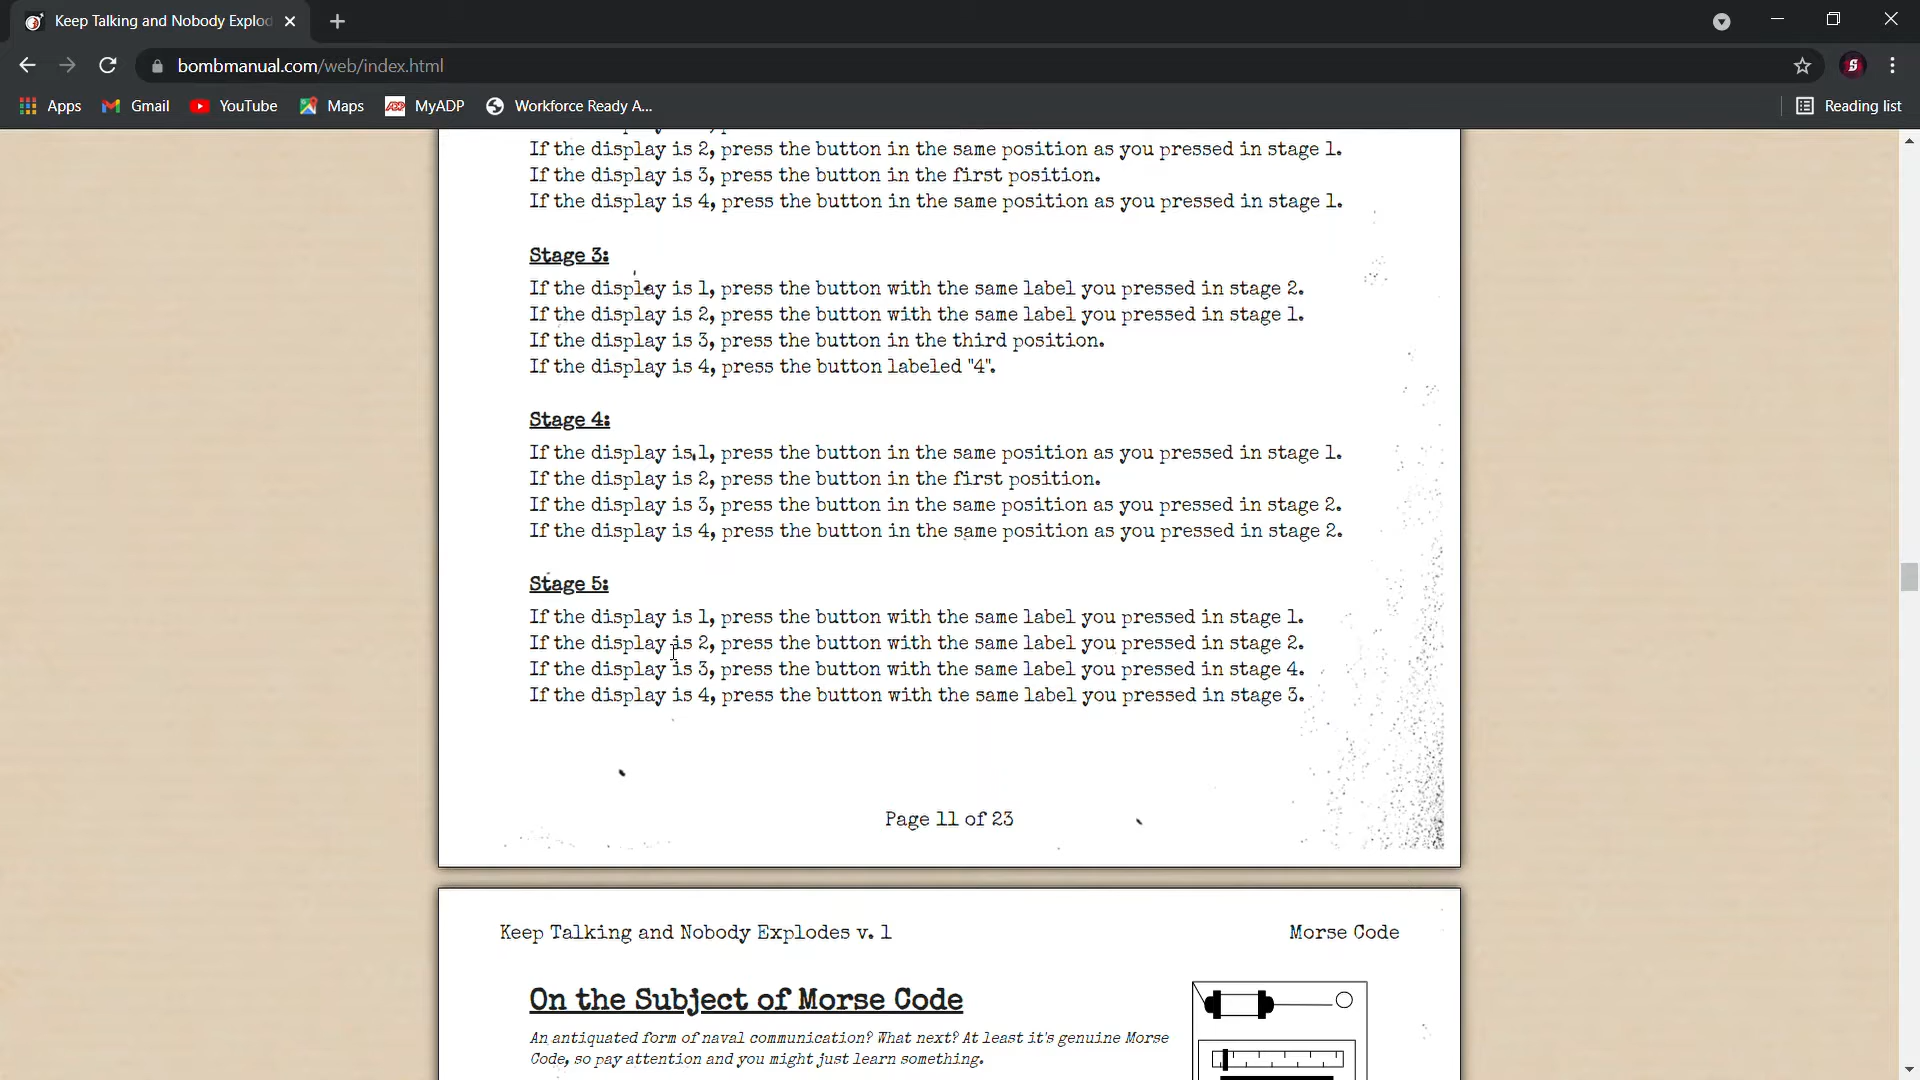 Keep Talking and Nobody Explod
bombmanual.com/web/index.html
Apps
Gmail
YouTube
Maps
MyADP
Workforce Ready A...
Reading list
If the display is 2, press the button in the same position as you pressed in stage 1.
If the display is 3, press the button in the first position.
If the display is 4, press the button in the same position as you pressed in stage 1.
Stage 3:
If the display is 1, press the button with the same label you pressed in stage 2.
If the display is 2, press the button with the same label you pressed in stage 1.
If the display is 3, press the button in the third position.
If the display is 4, press the button labeled "4".
Stage 4:
If the display is 1, press the button in the same position as you pressed in stage 1.
If the display is 2, press the button in the first position.
If the display is 3, press the button in the same position as you pressed in stage 2.
If the display is 4, press the button in the same position as you pressed in stage 2.
Stage 5:
If the display is 1, press the button with the same label you pressed in stage 1.
If the display is 2, press the button with the same label you pressed in stage 2.
If the display is 3, press the button with the same label you pressed in stage 4.
If the display is 4, press the button with the same label you pressed in stage 3.
Page 11 of 23
Keep Talking and Nobody Explodes v. 1
Morse Code
On the Subject of Morse Code
An antiquated form of naval communication? What next? At least it's genuine Morse
Code, so pay attention and you might just learn something.